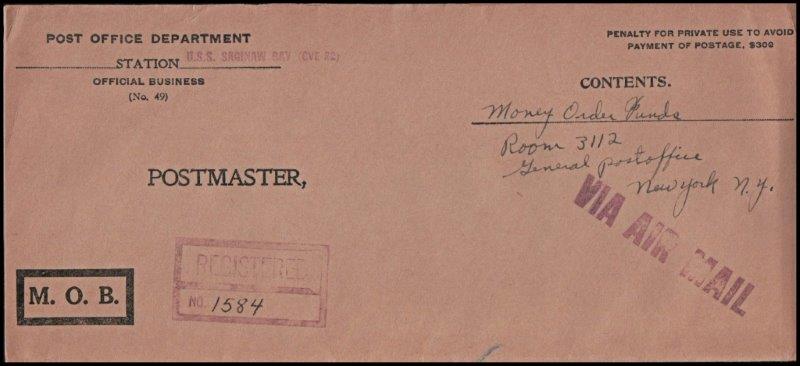 POST OFFICE DEPARTMENT
STATION U.S.S. SAGINAW BAY (CVE 82)
OFFICIAL BUSINESS
(No. 49)
PENALTY FOR PRIVATE USE TO AVOID
PAYMENT OF POSTAGE, $300
CONTENTS.
Money Order Funds
Room 3112
General postoffice
New York N.Y.
POSTMASTER,
VIA AIR MAIL
REGISTERED
NO. 1584
M. O. B.